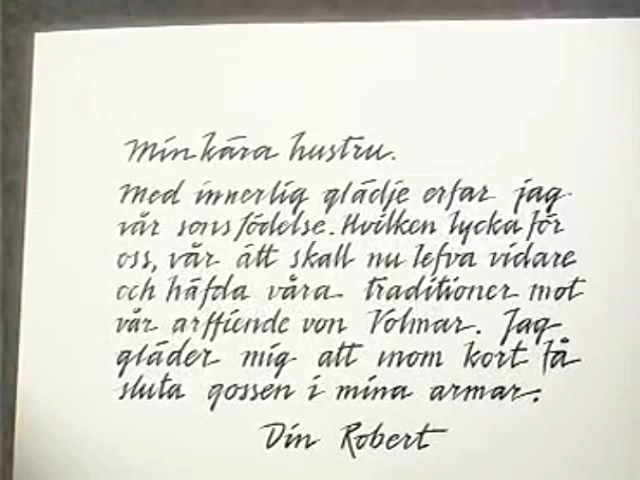 Min kära hustru.
Med innerlig glädje erfar jag
vår sons födelse. Hvilken lycka för
oss, vår ätt skall nu lefva vidare
och häfda våra traditioner mot
vår arffiende von Volmar. Jag
gläder mig att inom kort få
sluta gossen i mina armar.
Din Robert